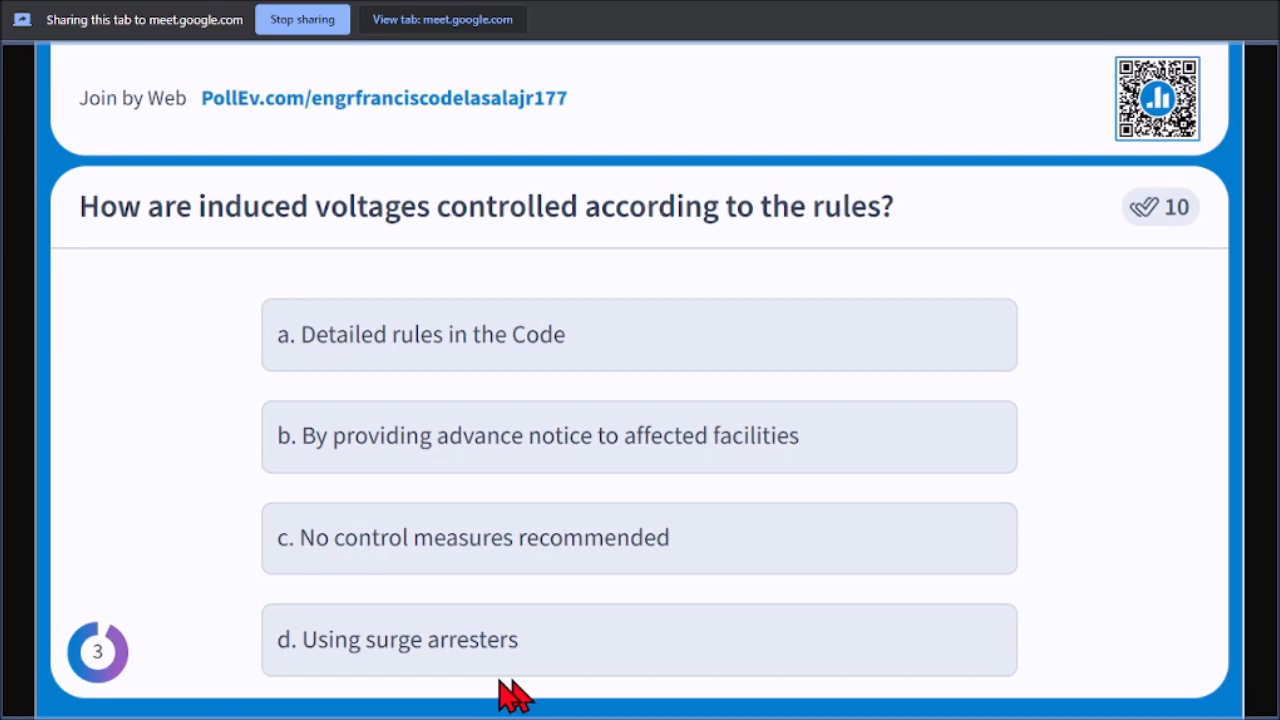 Sharing this tab to meet.google.com Stop sharing View tab: meet.google.com
Join by Web PollEv.com/engrfranciscodelasalajr177
How are induced voltages controlled according to the rules? 10
a. Detailed rules in the Code
b. By providing advance notice to affected facilities
c. No control measures recommended
d. Using surge arresters
3